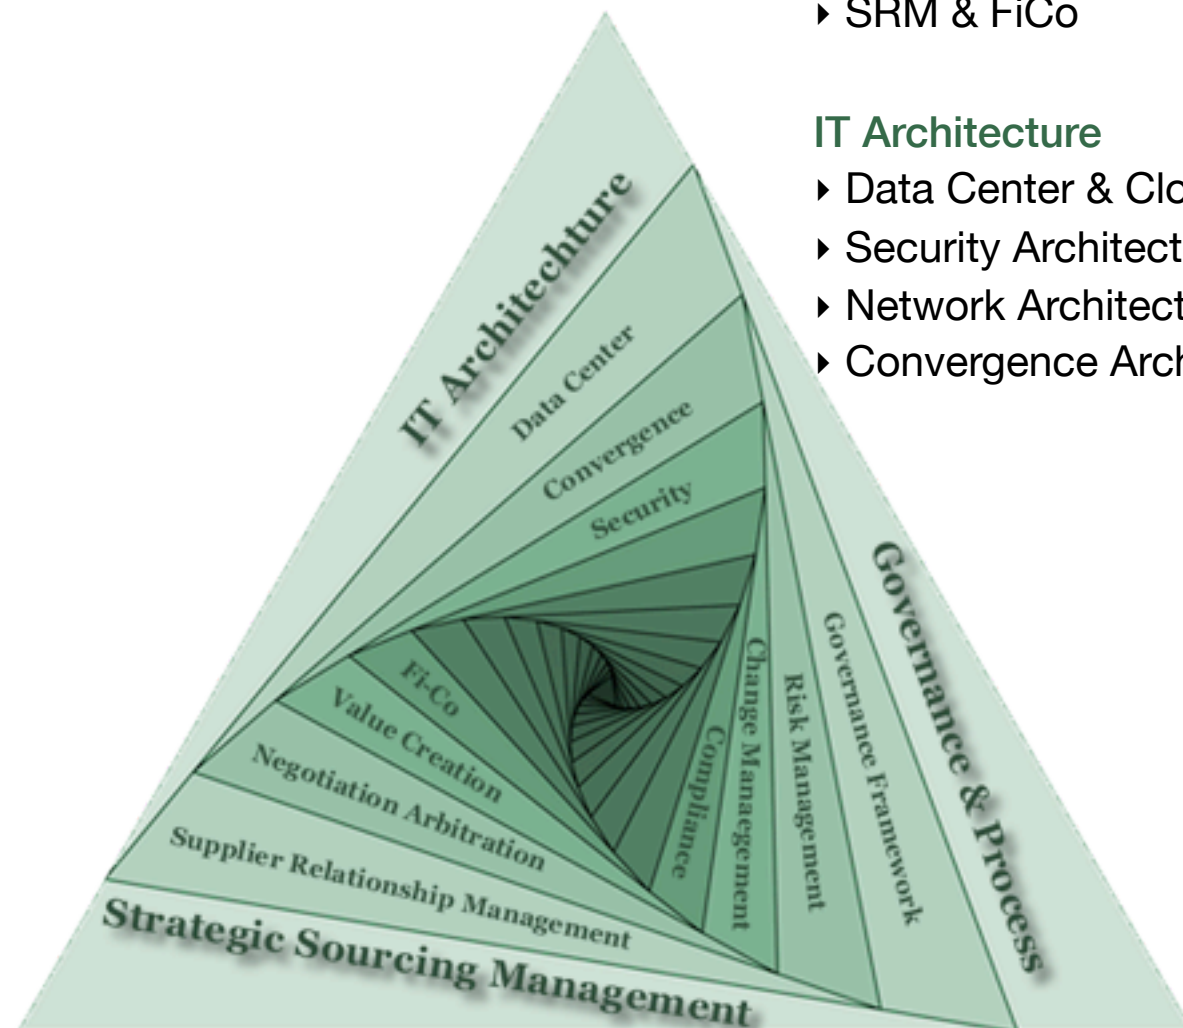 ▸ SRM & FiCo
IT Architecture
▸ Data Center & Clo
▸ Security Architect
▸ Network Architect
▸ Convergence Arch
IT Architechture
Data Center
Convergence
Security
Governance & Process
Governance Framework
Risk Management
Change Manaegement
Compliance
Fi-Co
Value Creation
Negotiation Arbitration
Supplier Relationship Management
Strategic Sourcing Management